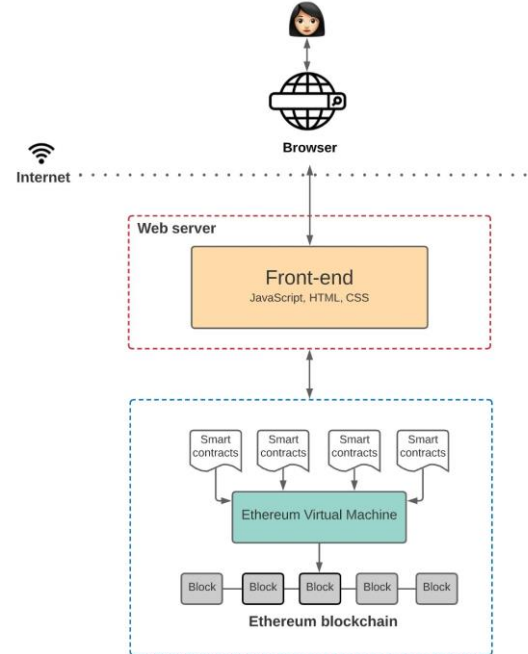 Browser
Internet
Web server
Front-end
JavaScript, HTML, CSS
Smart
contracts
Smart
contracts
Smart
contracts
Smart
contracts
Ethereum Virtual Machine
Block
Block
Block
Block
Block
Ethereum blockchain